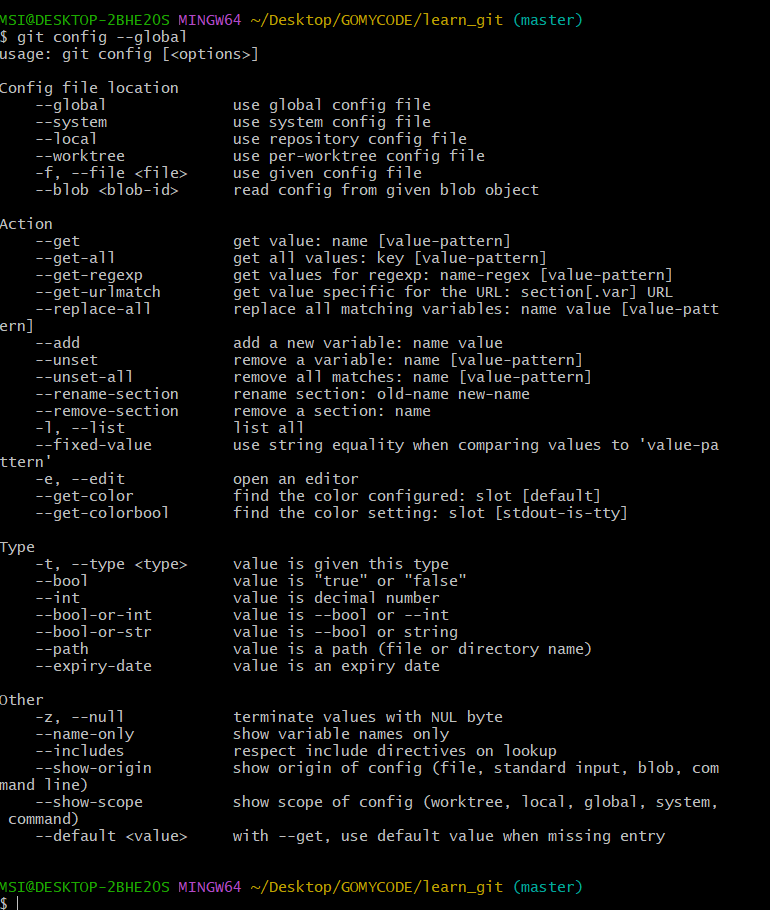 MSI@DESKTOP-2BHE2OS MINGW64 ~/Desktop/GOMYCODE/learn_git (master)
$ git config --global
usage: git config [<options>]

Config file location
    --global              use global config file
    --system              use system config file
    --local               use repository config file
    --worktree            use per-worktree config file
    -f, --file <file>     use given config file
    --blob <blob-id>      read config from given blob object

Action
    --get                 get value: name [value-pattern]
    --get-all             get all values: key [value-pattern]
    --get-regexp          get values for regexp: name-regex [value-pattern]
    --get-urlmatch        get value specific for the URL: section[.var] URL
    --replace-all         replace all matching variables: name value [value-patt
ern]
    --add                 add a new variable: name value
    --unset               remove a variable: name [value-pattern]
    --unset-all           remove all matches: name [value-pattern]
    --rename-section      rename section: old-name new-name
    --remove-section      remove a section: name
    -l, --list            list all
    --fixed-value         use string equality when comparing values to 'value-pa
ttern'
    -e, --edit            open an editor
    --get-color           find the color configured: slot [default]
    --get-colorbool       find the color setting: slot [stdout-is-tty]

Type
    -t, --type <type>     value is given this type
    --bool                value is "true" or "false"
    --int                 value is decimal number
    --bool-or-int         value is --bool or --int
    --bool-or-str         value is --bool or string
    --path                value is a path (file or directory name)
    --expiry-date         value is an expiry date

Other
    -z, --null            terminate values with NUL byte
    --name-only           show variable names only
    --includes            respect include directives on lookup
    --show-origin         show origin of config (file, standard input, blob, com
mand line)
    --show-scope          show scope of config (worktree, local, global, system,
 command)
    --default <value>     with --get, use default value when missing entry

MSI@DESKTOP-2BHE2OS MINGW64 ~/Desktop/GOMYCODE/learn_git (master)
$